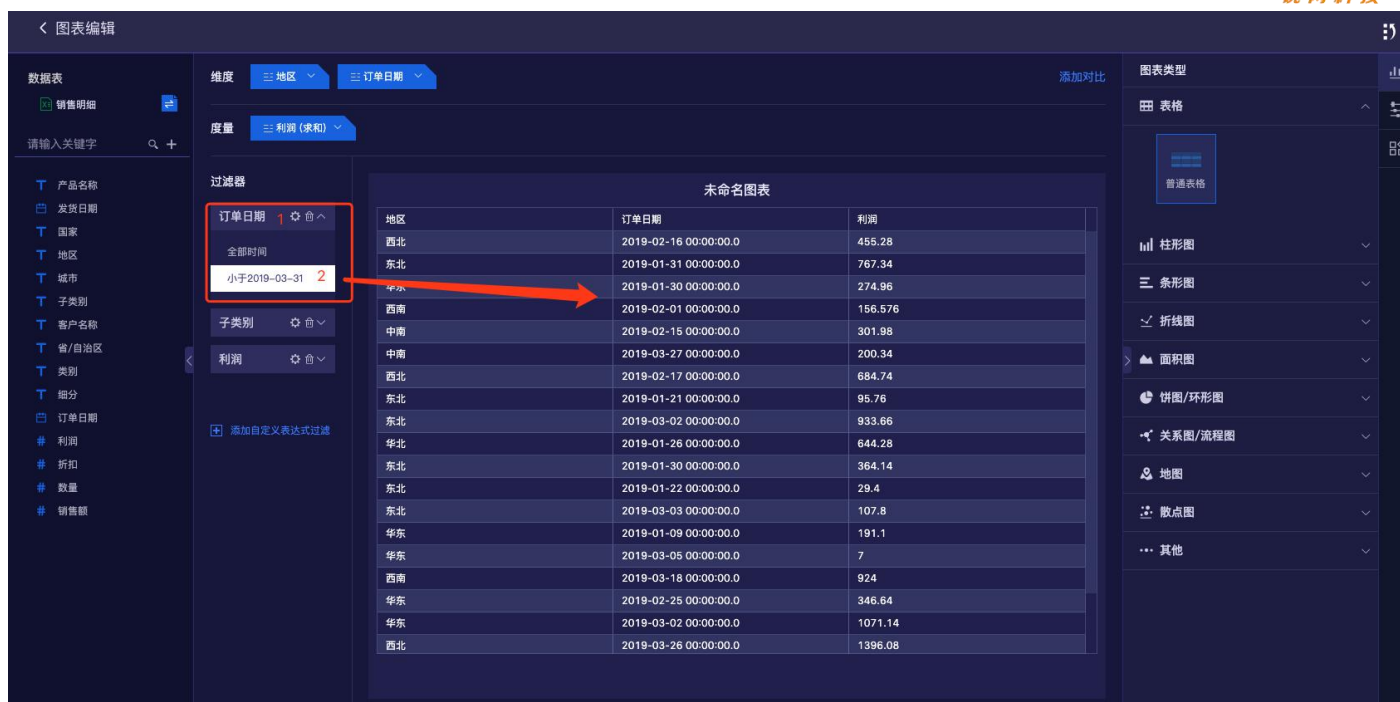 图表编辑
数据表
销售明细
请输入关键字
产品名称
发货日期
国家
地区
城市
子类别
客户名称
省/自治区
类别
细分
订单日期
利润
折扣
数量
销售额
维度 地区 订单日期 添加对比
度量 利润 (求和)
过滤器
订单日期 1
全部时间
小于2019-03-31 2
子类别
利润
添加自定义表达式过滤
未命名图表
地区 订单日期 利润
西北 2019-02-16 00:00:00.0 455.28
东北 2019-01-31 00:00:00.0 767.34
华东 2019-01-30 00:00:00.0 274.96
西南 2019-02-01 00:00:00.0 156.576
中南 2019-02-15 00:00:00.0 301.98
中南 2019-03-27 00:00:00.0 200.34
西北 2019-02-17 00:00:00.0 684.74
东北 2019-01-21 00:00:00.0 95.76
东北 2019-03-02 00:00:00.0 933.66
华北 2019-01-26 00:00:00.0 644.28
东北 2019-01-30 00:00:00.0 364.14
东北 2019-01-22 00:00:00.0 29.4
东北 2019-03-03 00:00:00.0 107.8
华东 2019-01-09 00:00:00.0 191.1
华东 2019-03-05 00:00:00.0 7
西南 2019-03-18 00:00:00.0 924
华东 2019-02-25 00:00:00.0 346.64
华东 2019-03-02 00:00:00.0 1071.14
西北 2019-03-26 00:00:00.0 1396.08
图表类型
表格
普通表格
柱形图
条形图
折线图
面积图
饼图/环形图
关系图/流程图
地图
散点图
其他